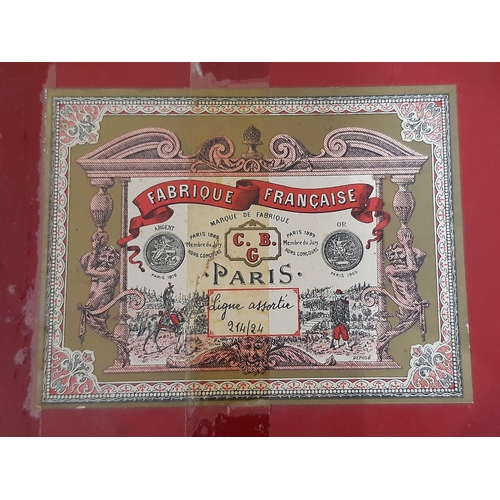 FABRIQUE FRANÇAISE
MARQUE DE FABRIQUE
ARGENT
PARIS 1878
PARIS 1889
Membre du Jury
HORS CONCOURS
C. B.
G
PARIS 1889
Membre du Jury
HORS CONCOURS
OR
PARIS 1900
PARIS.
Ligne assortie
214/24
DÉPOSÉ